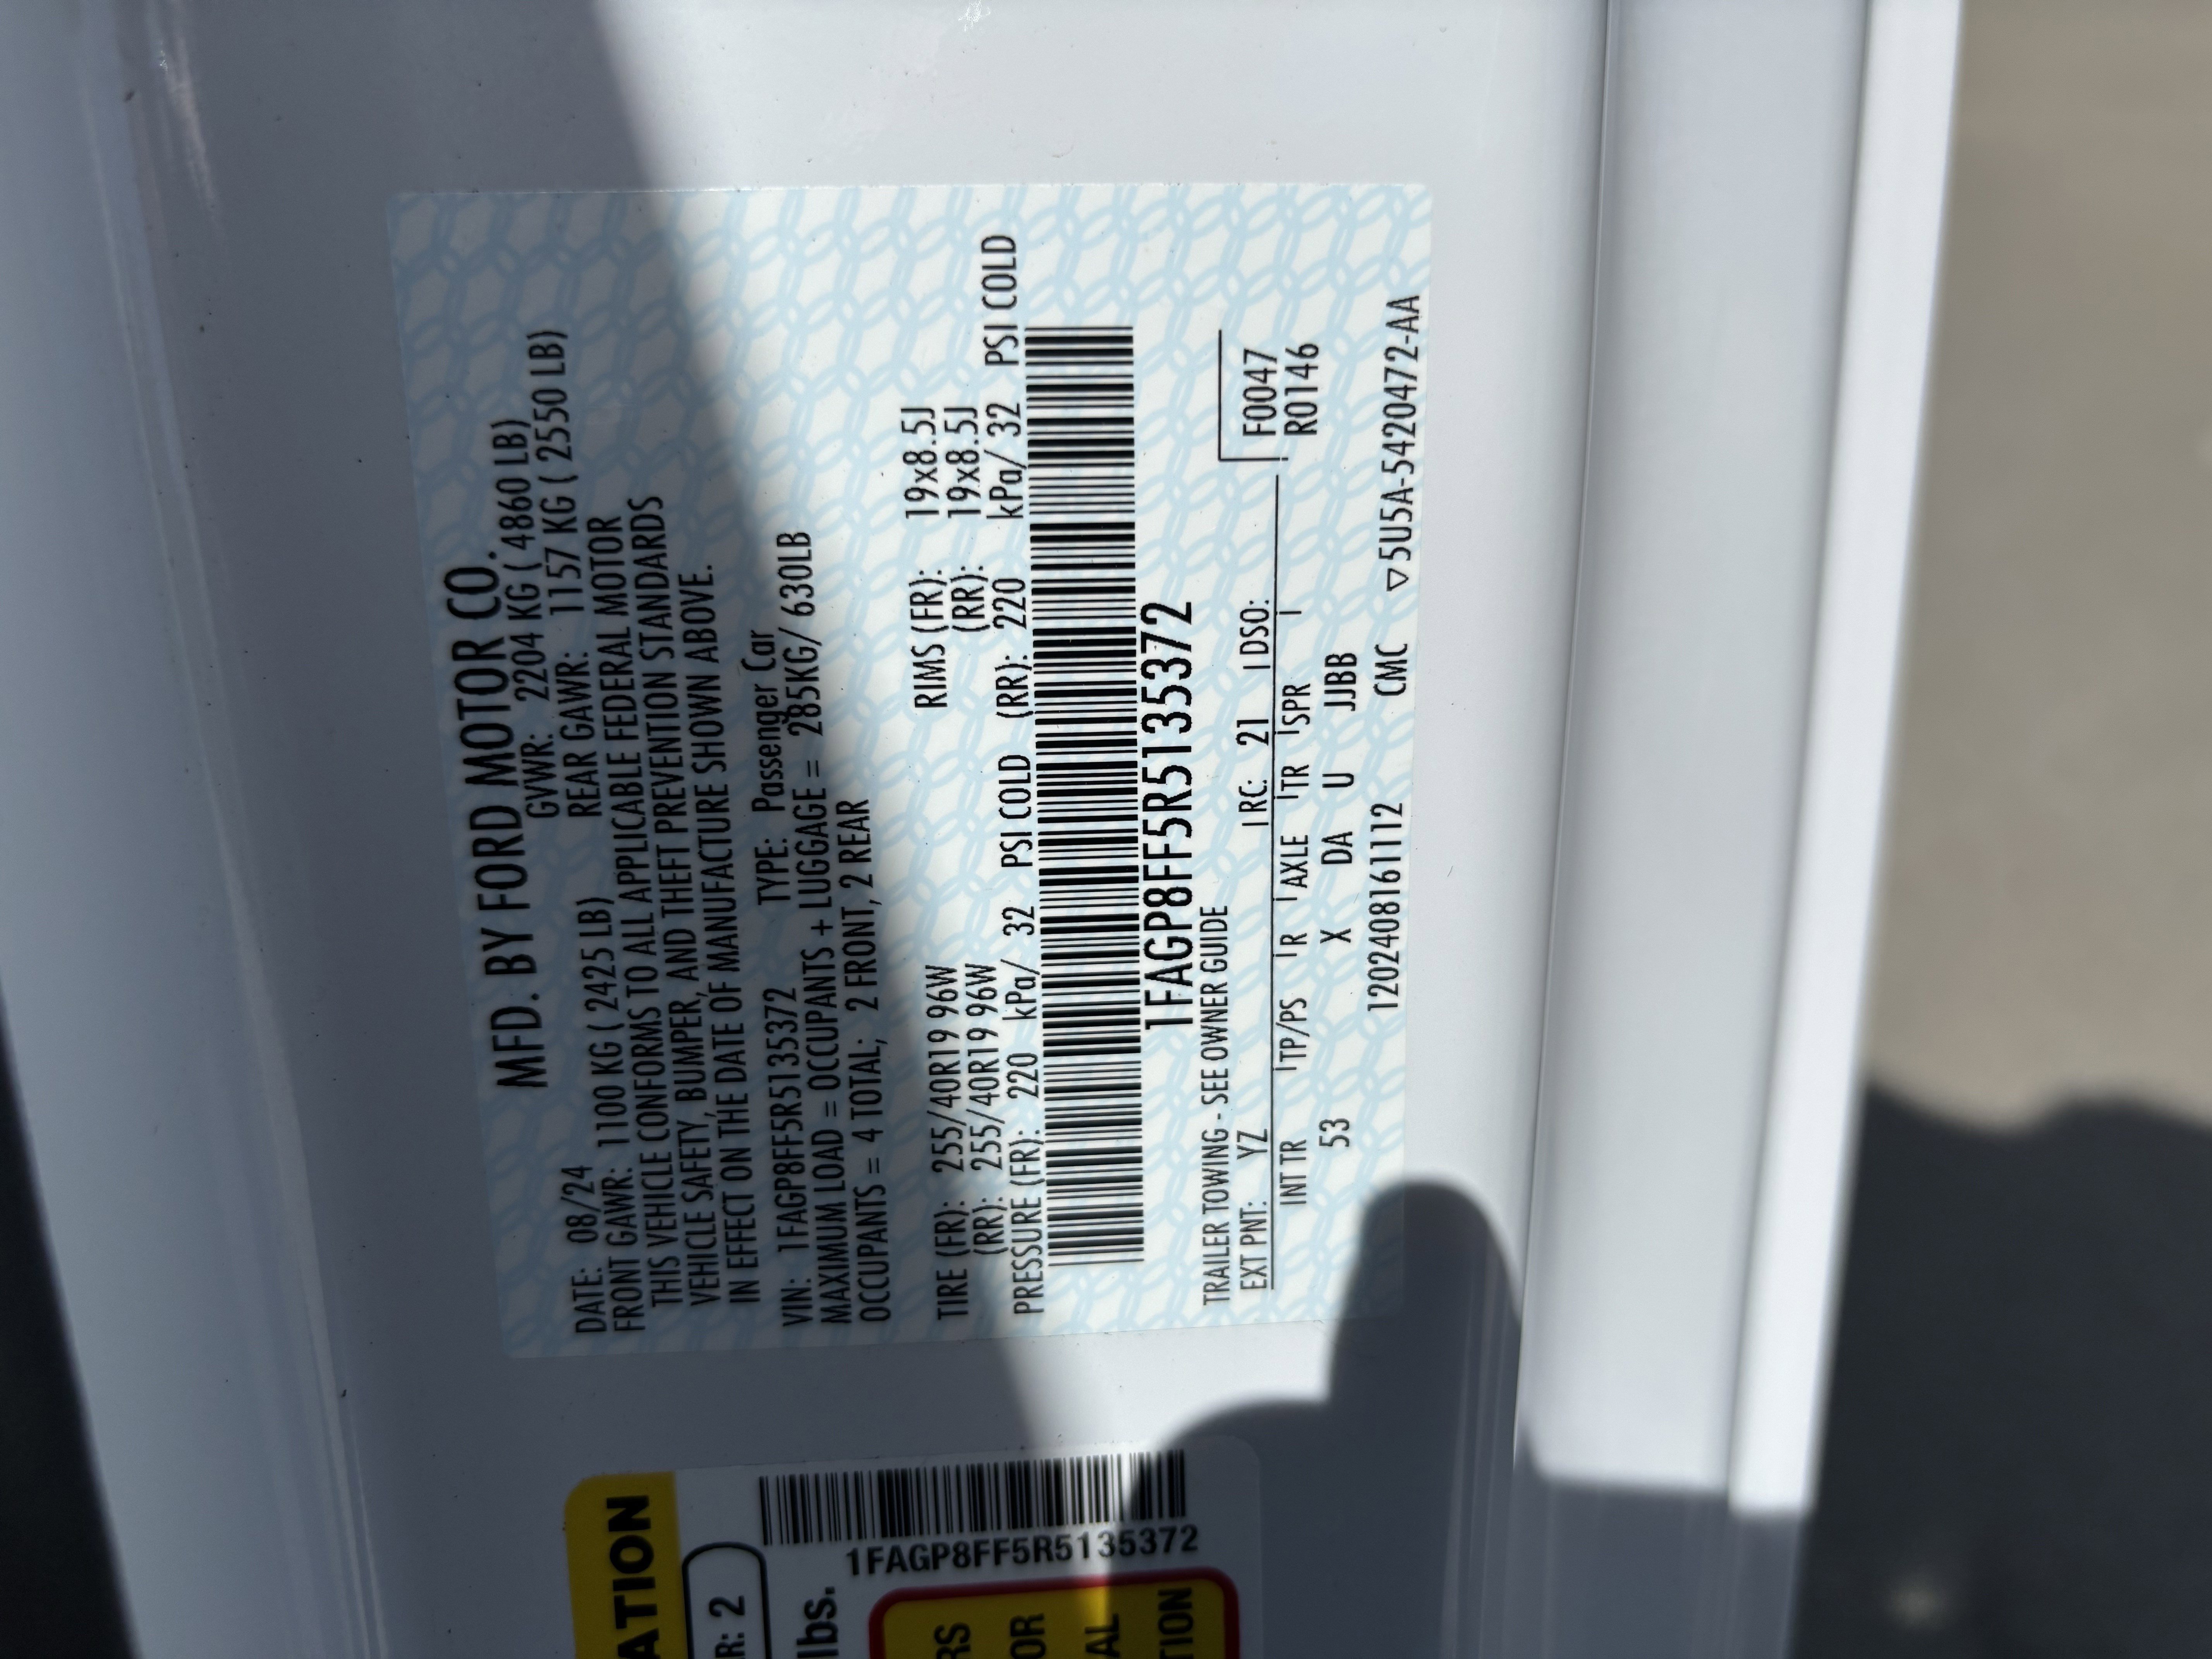 MFD. BY FORD MOTOR CO.
DATE: 08/24 GVWR: 2204 KG ( 4860 LB)
FRONT GAWR: 1100 KG ( 2425 LB) REAR GAWR: 1157 KG ( 2550 LB)
THIS VEHICLE CONFORMS TO ALL APPLICABLE FEDERAL MOTOR
VEHICLE SAFETY, BUMPER, AND THEFT PREVENTION STANDARDS
IN EFFECT ON THE DATE OF MANUFACTURE SHOWN ABOVE.
VIN: 1FAGP8FF5R5135372 TYPE: Passenger Car
MAXIMUM LOAD = OCCUPANTS + LUGGAGE = 285KG/ 630LB
OCCUPANTS = 4 TOTAL; 2 FRONT, 2 REAR
TIRE (FR): 255/40R19 96W RIMS (FR): 19x8.5J
(RR): 255/40R19 96W (RR): 19x8.5J
PRESSURE (FR): 220 kPa/ 32 PSI COLD (RR): 220 kPa/ 32 PSI COLD
1FAGP8FF5R5135372
TRAILER TOWING - SEE OWNER GUIDE
EXT PNT: YZ RC: 21 DSO: F0047
INT TR TP/PS R AXLE TR SPR R0146
53 X DA U JJBB
1202408161112 CMC ▽5U5A-5420472-AA
ATION
R: 2
lbs.
1FAGP8FF5R5135372
RS
OR
AL
TION